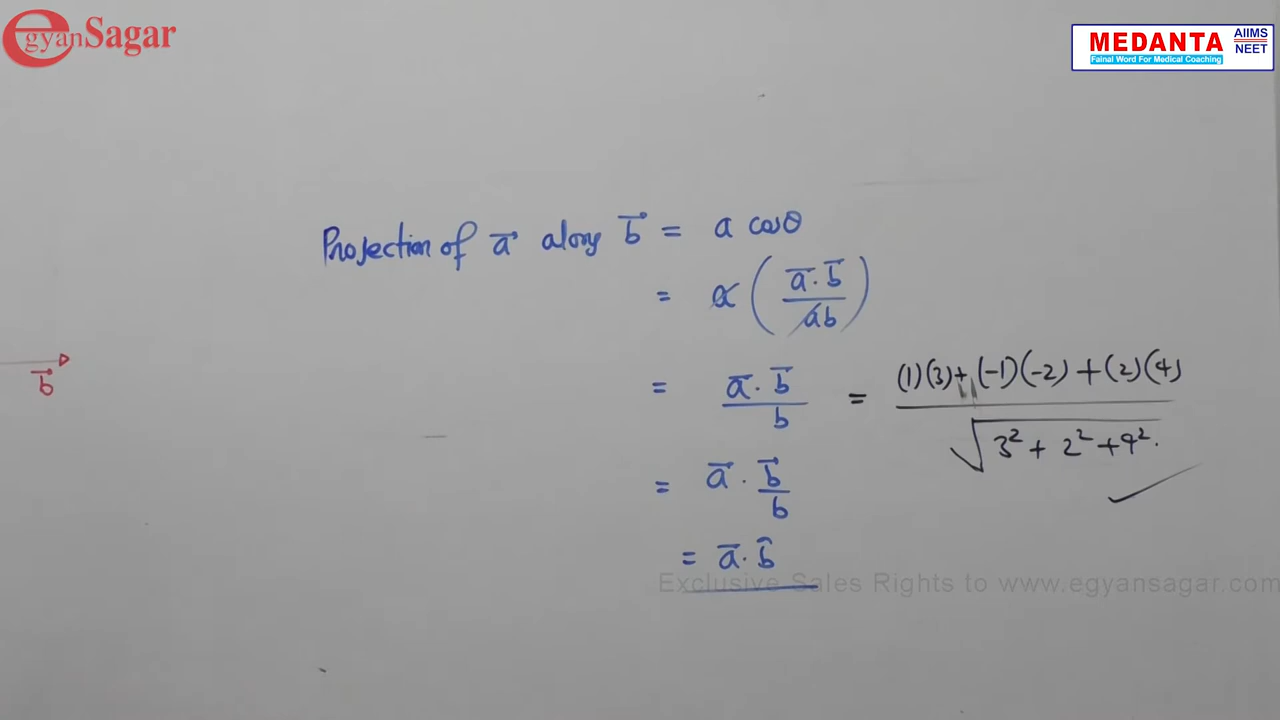 egyanSagar
MEDANTA AIIMS NEET
Fainal Word For Medical Coaching
Projection of a⃗ along b⃗ = a cosθ
= a ( a⃗ · b⃗ / ab )
= a⃗ · b⃗ / b = (1)(3)+(-1)(-2)+(2)(4) / √ 3² + 2² + 4²
= a⃗ · b⃗ / b
= a⃗ · b̂
b⃗
Exclusive Sales Rights to www.egyansagar.com